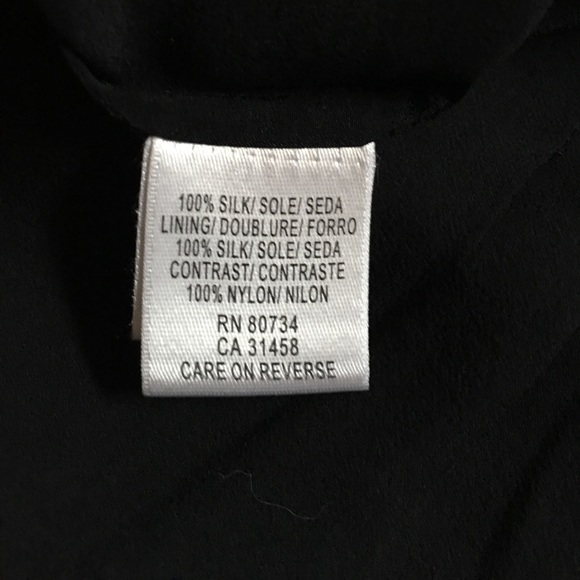 100% SILK/ SOLE/ SEDA
LINING/ DOUBLURE/ FORRO
100% SILK/ SOLE/ SEDA
CONTRAST/ CONTRASTE
100% NYLON/ NILON
RN 80734
CA 31458
CARE ON REVERSE